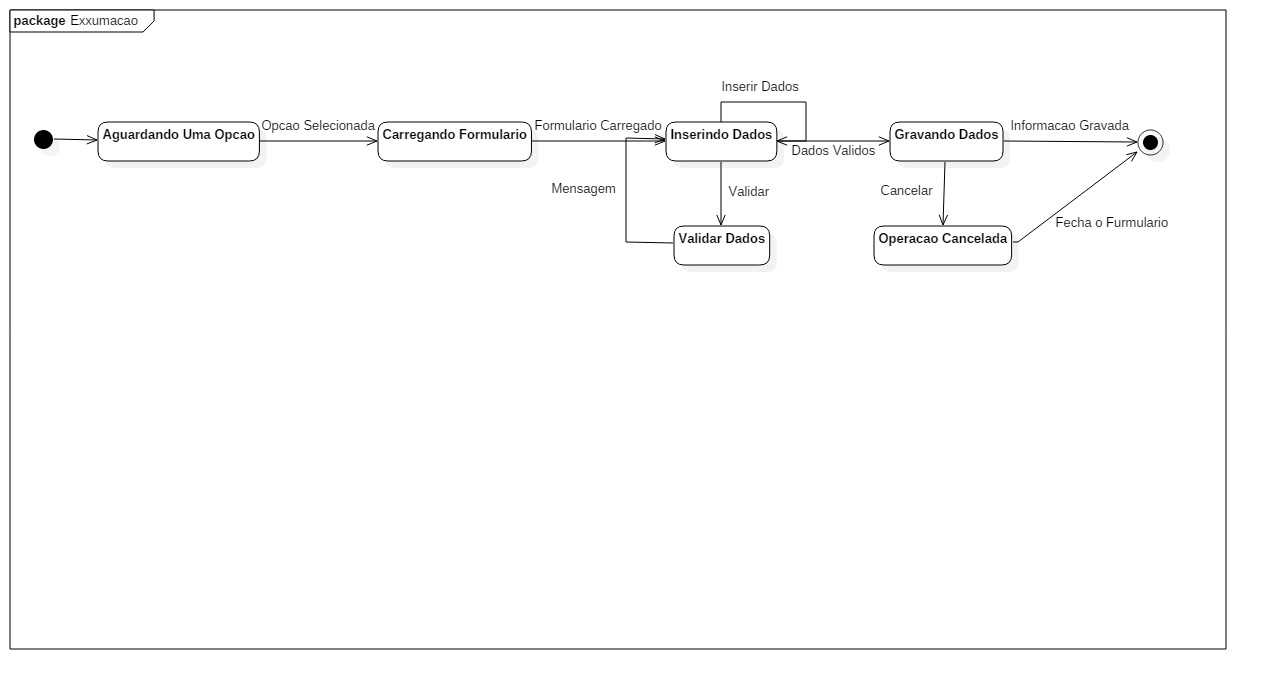 package Exxumacao
Inserir Dados
Aguardando Uma Opcao
Opcao Selecionada
Carregando Formulario
Formulario Carregado
Inserindo Dados
Dados Validos
Gravando Dados
Informacao Gravada
Mensagem
Validar
Cancelar
Validar Dados
Operacao Cancelada
Fecha o Furmulario